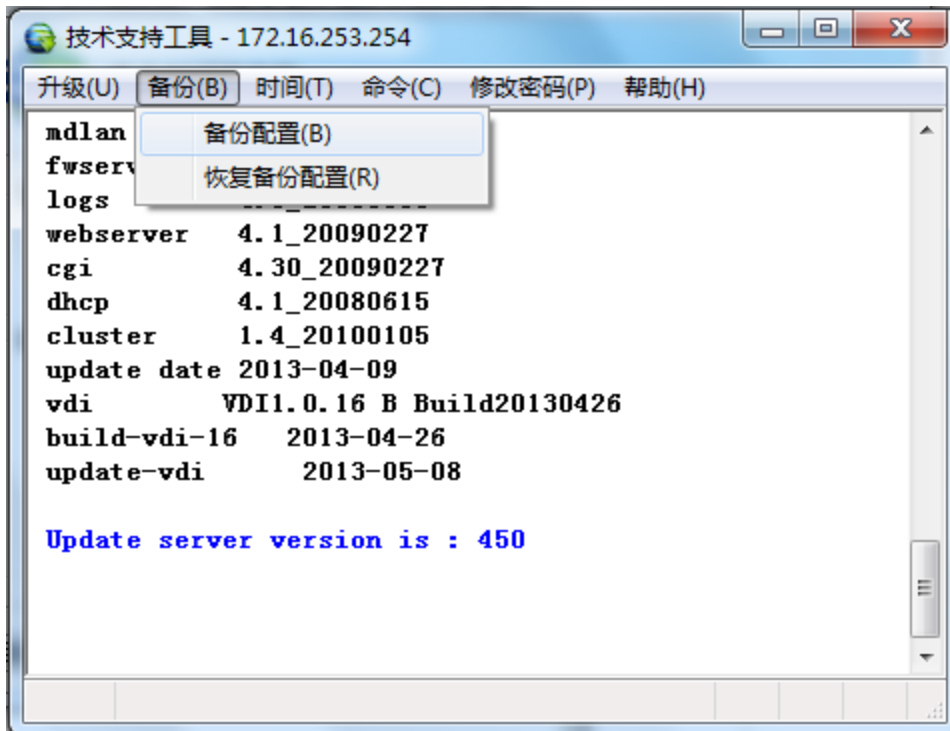 技术支持工具 - 172.16.253.254
升级(U) 备份(B) 时间(T) 命令(C) 修改密码(P) 帮助(H)
备份配置(B)
恢复备份配置(R)
mdlan
fwserv
logs
webserver 4.1_20090227
cgi 4.30_20090227
dhcp 4.1_20080615
cluster 1.4_20100105
update date 2013-04-09
vdi VDI1.0.16 B Build20130426
build-vdi-16 2013-04-26
update-vdi 2013-05-08
Update server version is : 450